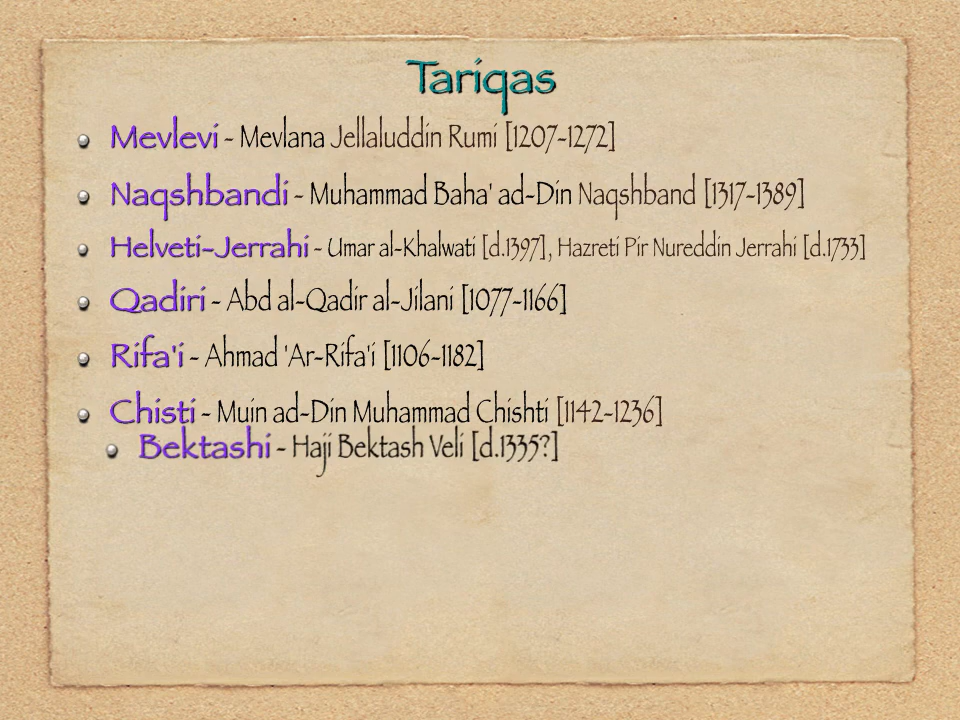 Tariqas
Mevlevi - Mevlana Jellaluddin Rumi [1207-1272]
Naqshbandi - Muhammad Baha' ad-Din Naqshband [1317-1389]
Helveti-Jerrahi - Umar al-Khalwati [d.1397], Hazreti Pir Nureddin Jerrahi [d.1733]
Qadiri - Abd al-Qadir al-Jilani [1077-1166]
Rifa'i - Ahmad 'Ar-Rifa'i [1106-1182]
Chisti - Muin ad-Din Muhammad Chishti [1142-1236]
Bektashi - Haji Bektash Veli [d.1335?]